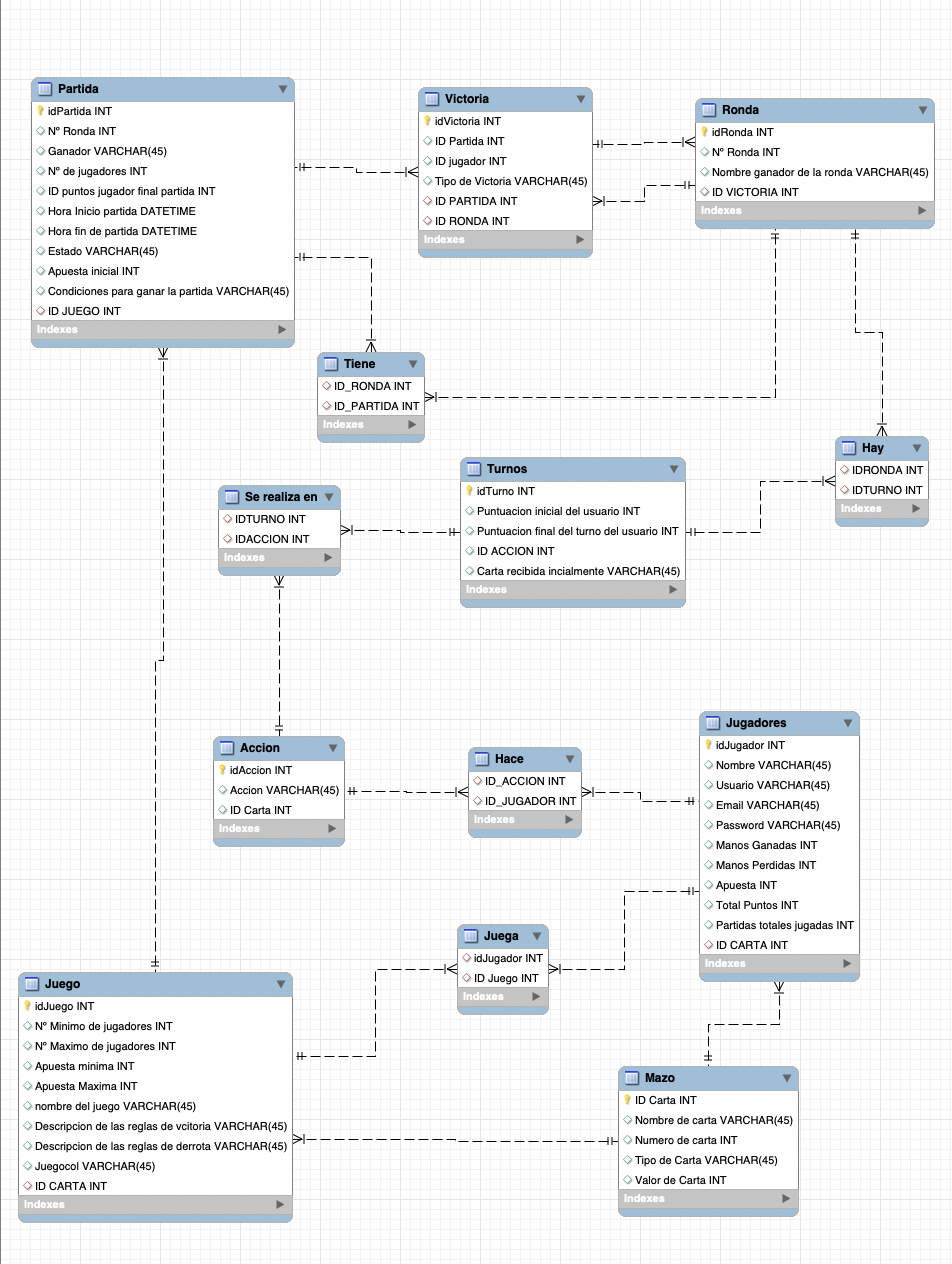 Partida
idPartida INT
Nº Ronda INT
Ganador VARCHAR(45)
Nº de jugadores INT
ID puntos jugador final partida INT
Hora Inicio partida DATETIME
Hora fin de partida DATETIME
Estado VARCHAR(45)
Apuesta inicial INT
Condiciones para ganar la partida VARCHAR(45)
ID JUEGO INT
Indexes
Victoria
idVictoria INT
ID Partida INT
ID jugador INT
Tipo de Victoria VARCHAR(45)
ID PARTIDA INT
ID RONDA INT
Indexes
Ronda
idRonda INT
Nº Ronda INT
Nombre ganador de la ronda VARCHAR(45)
ID VICTORIA INT
Indexes
Tiene
ID_RONDA INT
ID_PARTIDA INT
Indexes
Hay
IDRONDA INT
IDTURNO INT
Indexes
Turnos
idTurno INT
Puntuacion inicial del usuario INT
Puntuacion final del turno del usuario INT
ID ACCION INT
Carta recibida incialmente VARCHAR(45)
Indexes
Se realiza en
IDTURNO INT
IDACCION INT
Indexes
Accion
idAccion INT
Accion VARCHAR(45)
ID Carta INT
Indexes
Hace
ID_ACCION INT
ID_JUGADOR INT
Indexes
Jugadores
idJugador INT
Nombre VARCHAR(45)
Usuario VARCHAR(45)
Email VARCHAR(45)
Password VARCHAR(45)
Manos Ganadas INT
Manos Perdidas INT
Apuesta INT
Total Puntos INT
Partidas totales jugadas INT
ID CARTA INT
Indexes
Juega
idJugador INT
ID Juego INT
Indexes
Juego
idJuego INT
Nº Minimo de jugadores INT
Nº Maximo de jugadores INT
Apuesta minima INT
Apuesta Maxima INT
nombre del juego VARCHAR(45)
Descripcion de las reglas de vcitoria VARCHAR(45)
Descripcion de las reglas de derrota VARCHAR(45)
Juegocol VARCHAR(45)
ID CARTA INT
Indexes
Mazo
ID Carta INT
Nombre de carta VARCHAR(45)
Numero de carta INT
Tipo de Carta VARCHAR(45)
Valor de Carta INT
Indexes